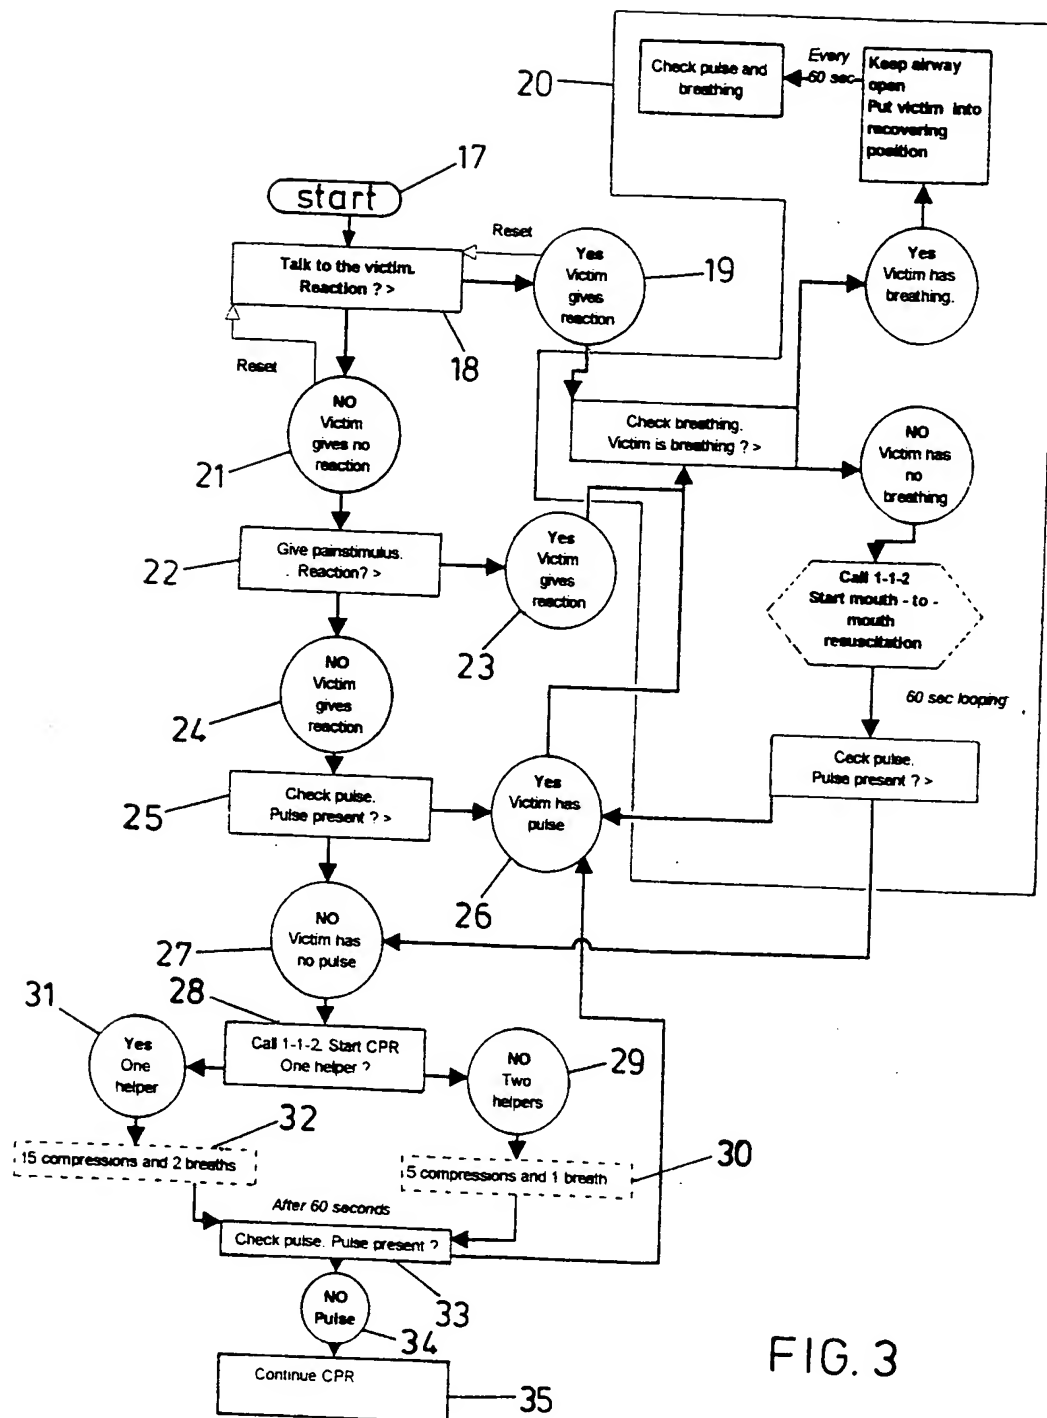 17
start
Talk to the victim.
Reaction ? >
18
Reset
Yes
Victim
gives
reaction
19
20
Check pulse and
breathing
Every
60 sec
Keep airway
open
Put victim into
recovering
position
Yes
Victim has
breathing.
Reset
NO
Victim
gives no
reaction
21
Check breathing.
Victim is breathing ? >
NO
Victim has
no
breathing
22
Give painstimulus.
. Reaction? >
Yes
Victim
gives
reaction
23
Call 1-1-2
Start mouth - to -
mouth
resuscitation
NO
Victim
gives
reaction
24
60 sec looping
Ceck pulse.
Pulse present ? >
25
Check pulse.
Pulse present ? >
Yes
Victim has
pulse
26
NO
Victim has
no pulse
27
28
Call 1-1-2. Start CPR
One helper ?
31
Yes
One
helper
NO
Two
helpers
29
32
15 compressions and 2 breaths
5 compressions and 1 breath
30
After 60 seconds
Check pulse. Pulse present ?
33
NO
Pulse
34
Continue CPR
35
FIG. 3